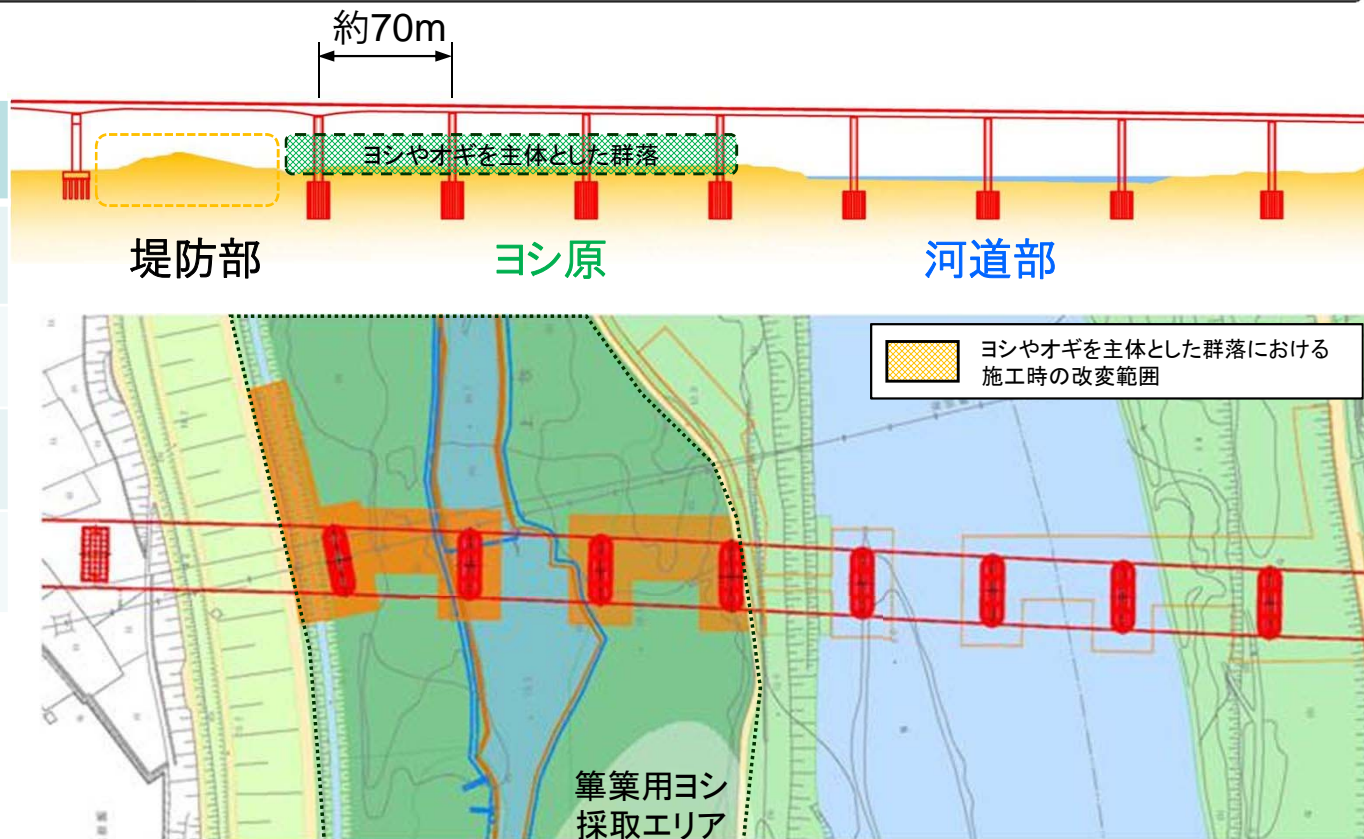 約70m
ヨシやオギを主体とした群落
堤防部
ヨシ原
河道部
ヨシやオギを主体とした群落における
施工時の改変範囲
篳篥用ヨシ
採取エリア